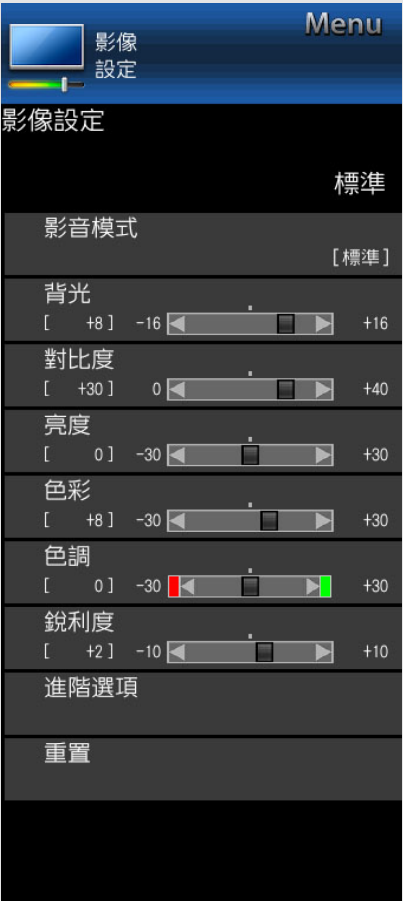 Menu
影像
設定
影像設定
標準
影音模式
[標準]
背光
[ +8] -16 +16
對比度
[ +30] 0 +40
亮度
[ 0] -30 +30
色彩
[ +8] -30 +30
色調
[ 0] -30 +30
銳利度
[ +2] -10 +10
進階選項
重置